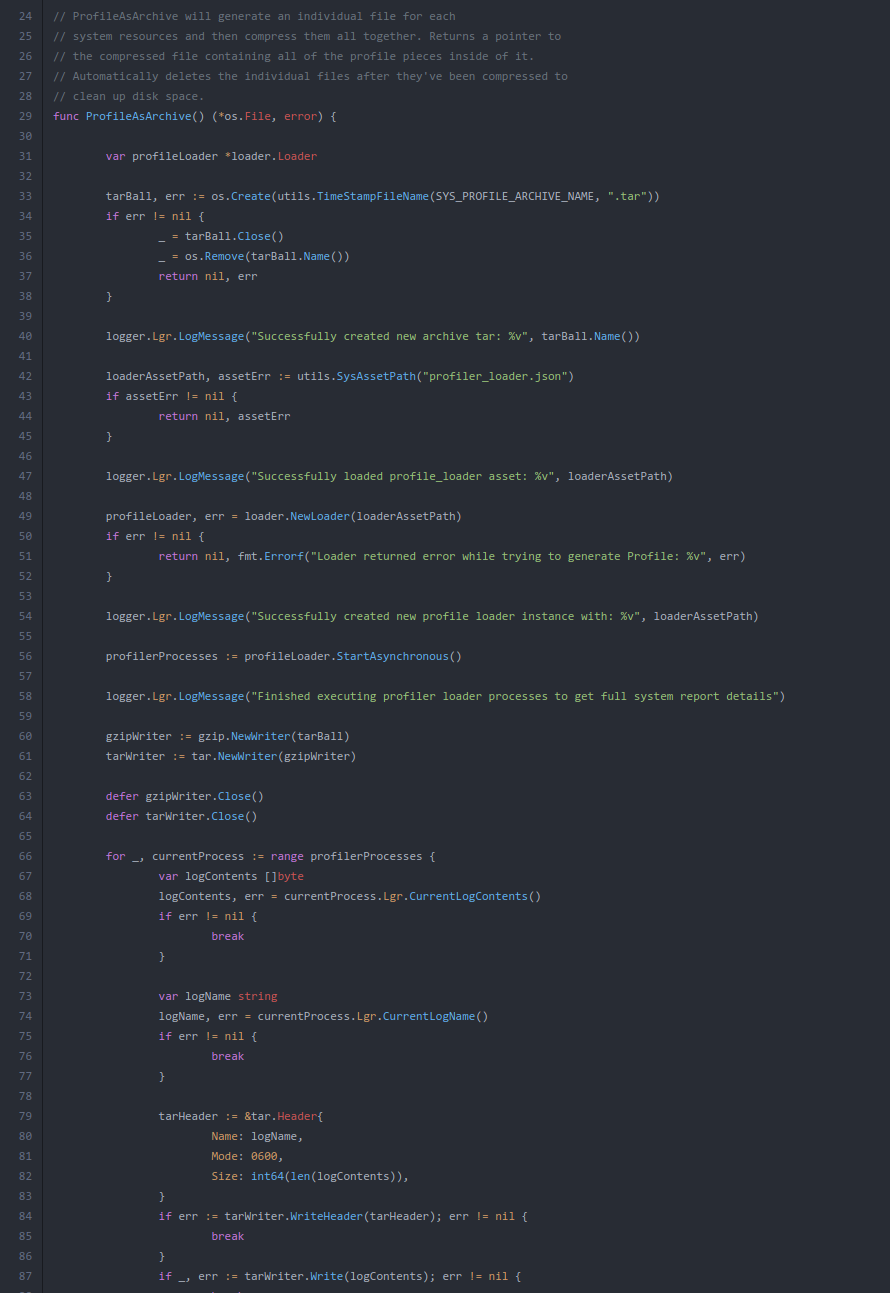 24 // ProfileAsArchive will generate an individual file for each
25 // system resources and then compress them all together. Returns a pointer to
26 // the compressed file containing all of the profile pieces inside of it.
27 // Automatically deletes the individual files after they've been compressed to
28 // clean up disk space.
29 func ProfileAsArchive() (*os.File, error) {
30
31 var profileLoader *loader.Loader
32
33 tarBall, err := os.Create(utils.TimeStampFileName(SYS_PROFILE_ARCHIVE_NAME, ".tar"))
34 if err != nil {
35 _ = tarBall.Close()
36 _ = os.Remove(tarBall.Name())
37 return nil, err
38 }
39
40 logger.Lgr.LogMessage("Successfully created new archive tar: %v", tarBall.Name())
41
42 loaderAssetPath, assetErr := utils.SysAssetPath("profiler_loader.json")
43 if assetErr != nil {
44 return nil, assetErr
45 }
46
47 logger.Lgr.LogMessage("Successfully loaded profile_loader asset: %v", loaderAssetPath)
48
49 profileLoader, err = loader.NewLoader(loaderAssetPath)
50 if err != nil {
51 return nil, fmt.Errorf("Loader returned error while trying to generate Profile: %v", err)
52 }
53
54 logger.Lgr.LogMessage("Successfully created new profile loader instance with: %v", loaderAssetPath)
55
56 profilerProcesses := profileLoader.StartAsynchronous()
57
58 logger.Lgr.LogMessage("Finished executing profiler loader processes to get full system report details")
59
60 gzipWriter := gzip.NewWriter(tarBall)
61 tarWriter := tar.NewWriter(gzipWriter)
62
63 defer gzipWriter.Close()
64 defer tarWriter.Close()
65
66 for _, currentProcess := range profilerProcesses {
67 var logContents []byte
68 logContents, err = currentProcess.Lgr.CurrentLogContents()
69 if err != nil {
70 break
71 }
72
73 var logName string
74 logName, err = currentProcess.Lgr.CurrentLogName()
75 if err != nil {
76 break
77 }
78
79 tarHeader := &tar.Header{
80 Name: logName,
81 Mode: 0600,
82 Size: int64(len(logContents)),
83 }
84 if err := tarWriter.WriteHeader(tarHeader); err != nil {
85 break
86 }
87 if _, err := tarWriter.Write(logContents); err != nil {